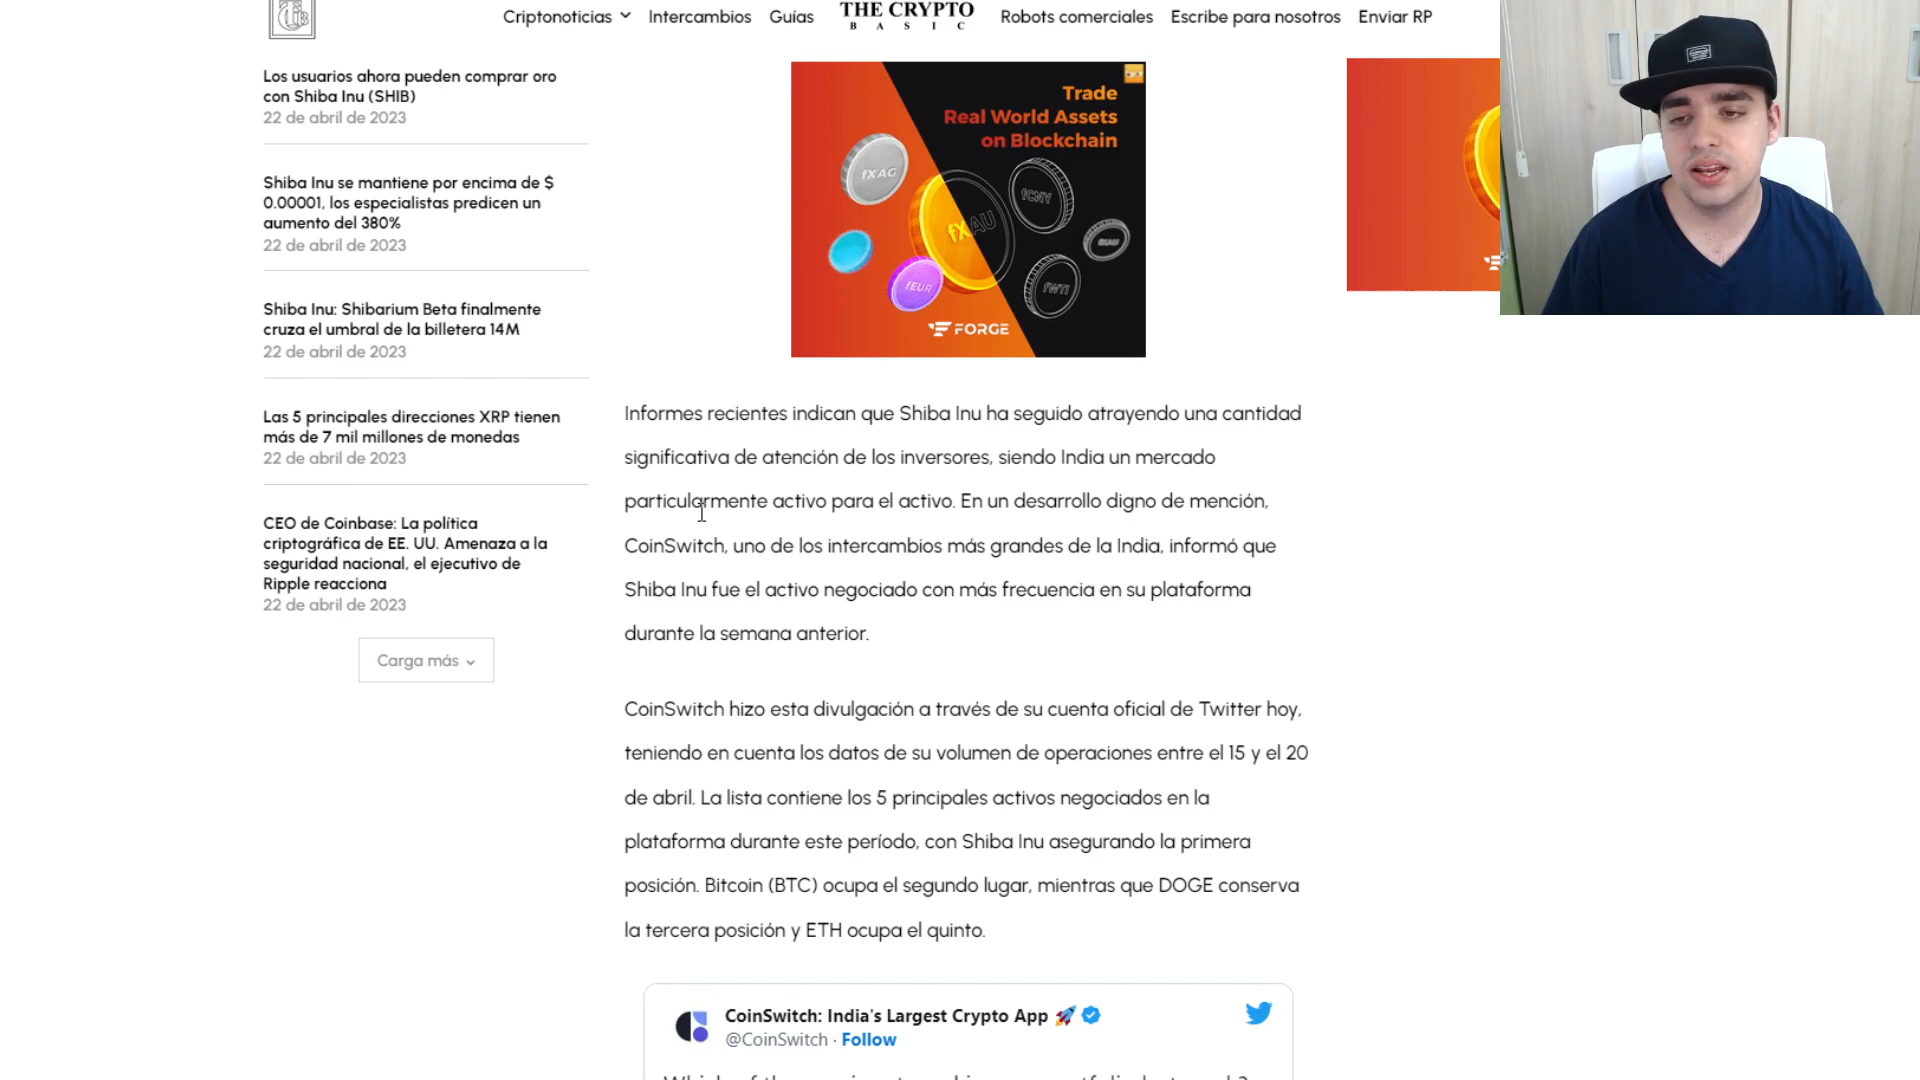 Criptonoticias
Intercambios
Guías
THE CRYPTO
BASIC
Robots comerciales
Escribe para nosotros
Enviar RP
Los usuarios ahora pueden comprar oro
con Shiba Inu (SHIB)
22 de abril de 2023
Shiba Inu se mantiene por encima de $
0.00001, los especialistas predicen un
aumento del 380%
22 de abril de 2023
Shiba Inu: Shibarium Beta finalmente
cruza el umbral de la billetera 14M
22 de abril de 2023
Las 5 principales direcciones XRP tienen
más de 7 mil millones de monedas
22 de abril de 2023
CEO de Coinbase: La política
criptográfica de EE. UU. Amenaza a la
seguridad nacional, el ejecutivo de
Ripple reacciona
22 de abril de 2023
Carga más
Trade
Real World Assets
on Blockchain
fXAG
fXAU
fCNY
fEUR
fWTI
FORGE
Informes recientes indican que Shiba Inu ha seguido atrayendo una cantidad
significativa de atención de los inversores, siendo India un mercado
particularmente activo para el activo. En un desarrollo digno de mención,
CoinSwitch, uno de los intercambios más grandes de la India, informó que
Shiba Inu fue el activo negociado con más frecuencia en su plataforma
durante la semana anterior.
CoinSwitch hizo esta divulgación a través de su cuenta oficial de Twitter hoy,
teniendo en cuenta los datos de su volumen de operaciones entre el 15 y el 20
de abril. La lista contiene los 5 principales activos negociados en la
plataforma durante este período, con Shiba Inu asegurando la primera
posición. Bitcoin (BTC) ocupa el segundo lugar, mientras que DOGE conserva
la tercera posición y ETH ocupa el quinto.
CoinSwitch: India's Largest Crypto App 🚀
@CoinSwitch · Follow